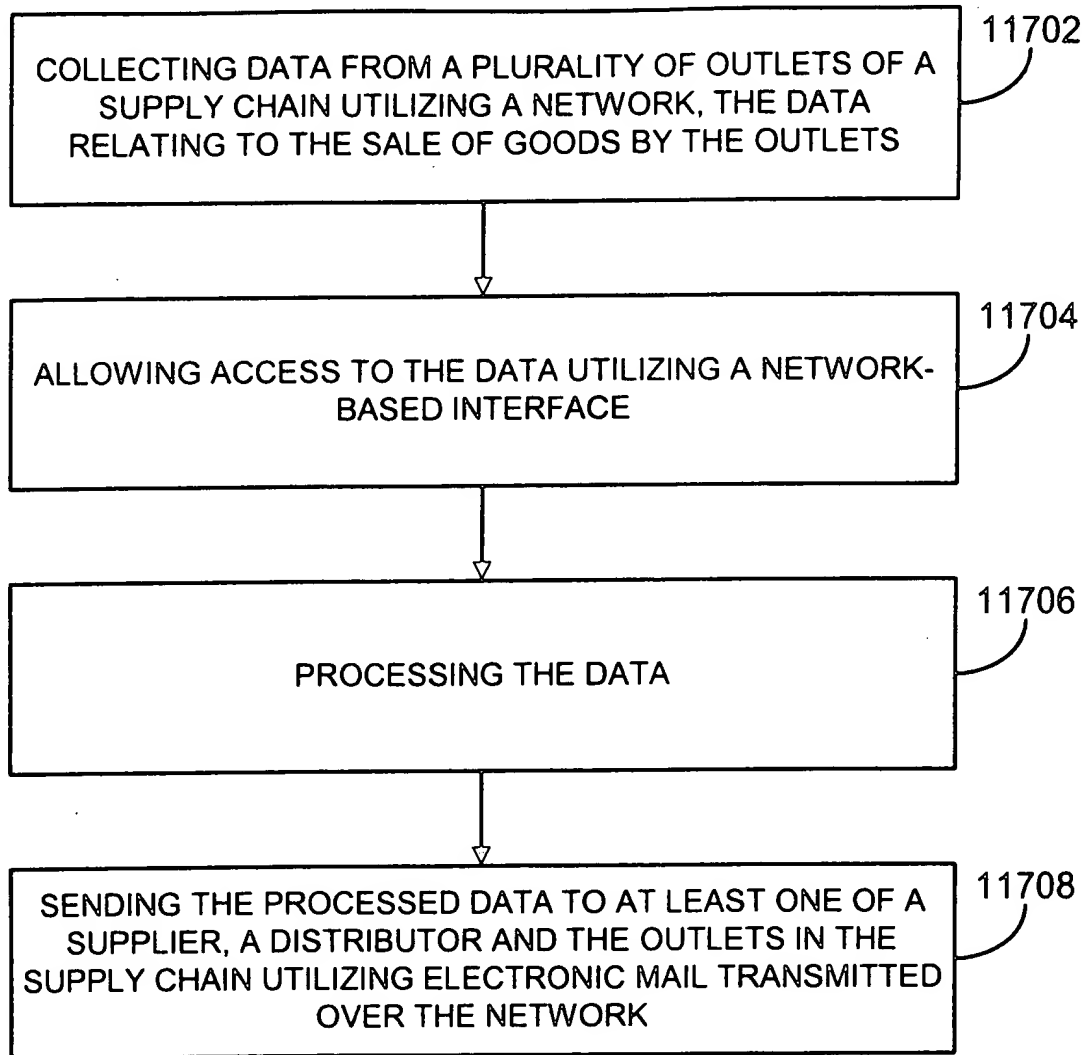 11702
COLLECTING DATA FROM A PLURALITY OF OUTLETS OF A
SUPPLY CHAIN UTILIZING A NETWORK, THE DATA
RELATING TO THE SALE OF GOODS BY THE OUTLETS
11704
ALLOWING ACCESS TO THE DATA UTILIZING A NETWORK-
BASED INTERFACE
11706
PROCESSING THE DATA
11708
SENDING THE PROCESSED DATA TO AT LEAST ONE OF A
SUPPLIER, A DISTRIBUTOR AND THE OUTLETS IN THE
SUPPLY CHAIN UTILIZING ELECTRONIC MAIL TRANSMITTED
OVER THE NETWORK